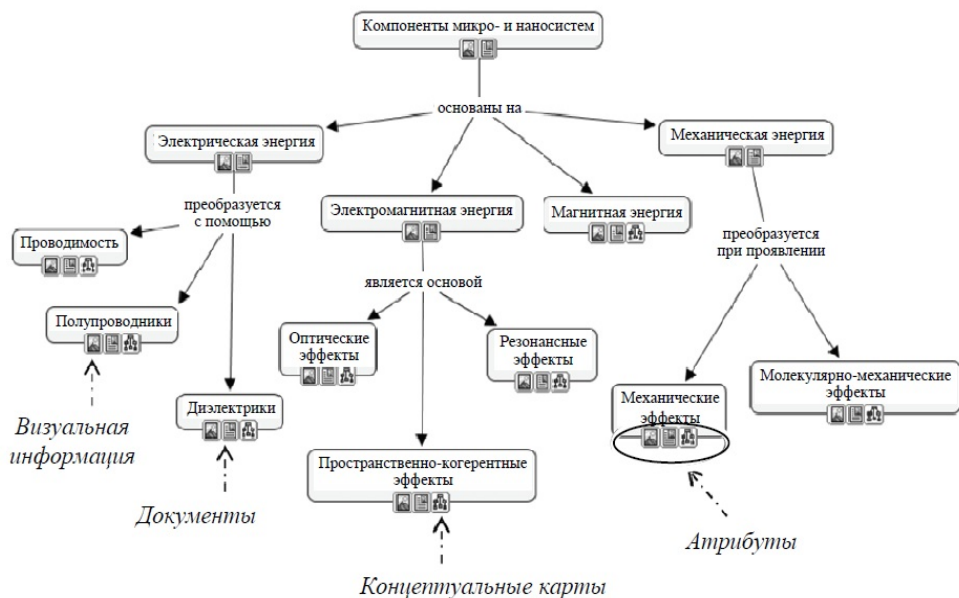 Компоненты микро- и наносистем
основаны на
Электрическая энергия
Механическая энергия
преобразуется
с помощью
Электромагнитная энергия
Магнитная энергия
преобразуется
при проявлении
Проводимость
является основой
Полупроводники
Оптические
эффекты
Резонансные
эффекты
Молекулярно-механические
эффекты
Диэлектрики
Механические
эффекты
Визуальная
информация
Пространственно-когерентные
эффекты
Документы
Атрибуты
Концептуальные карты